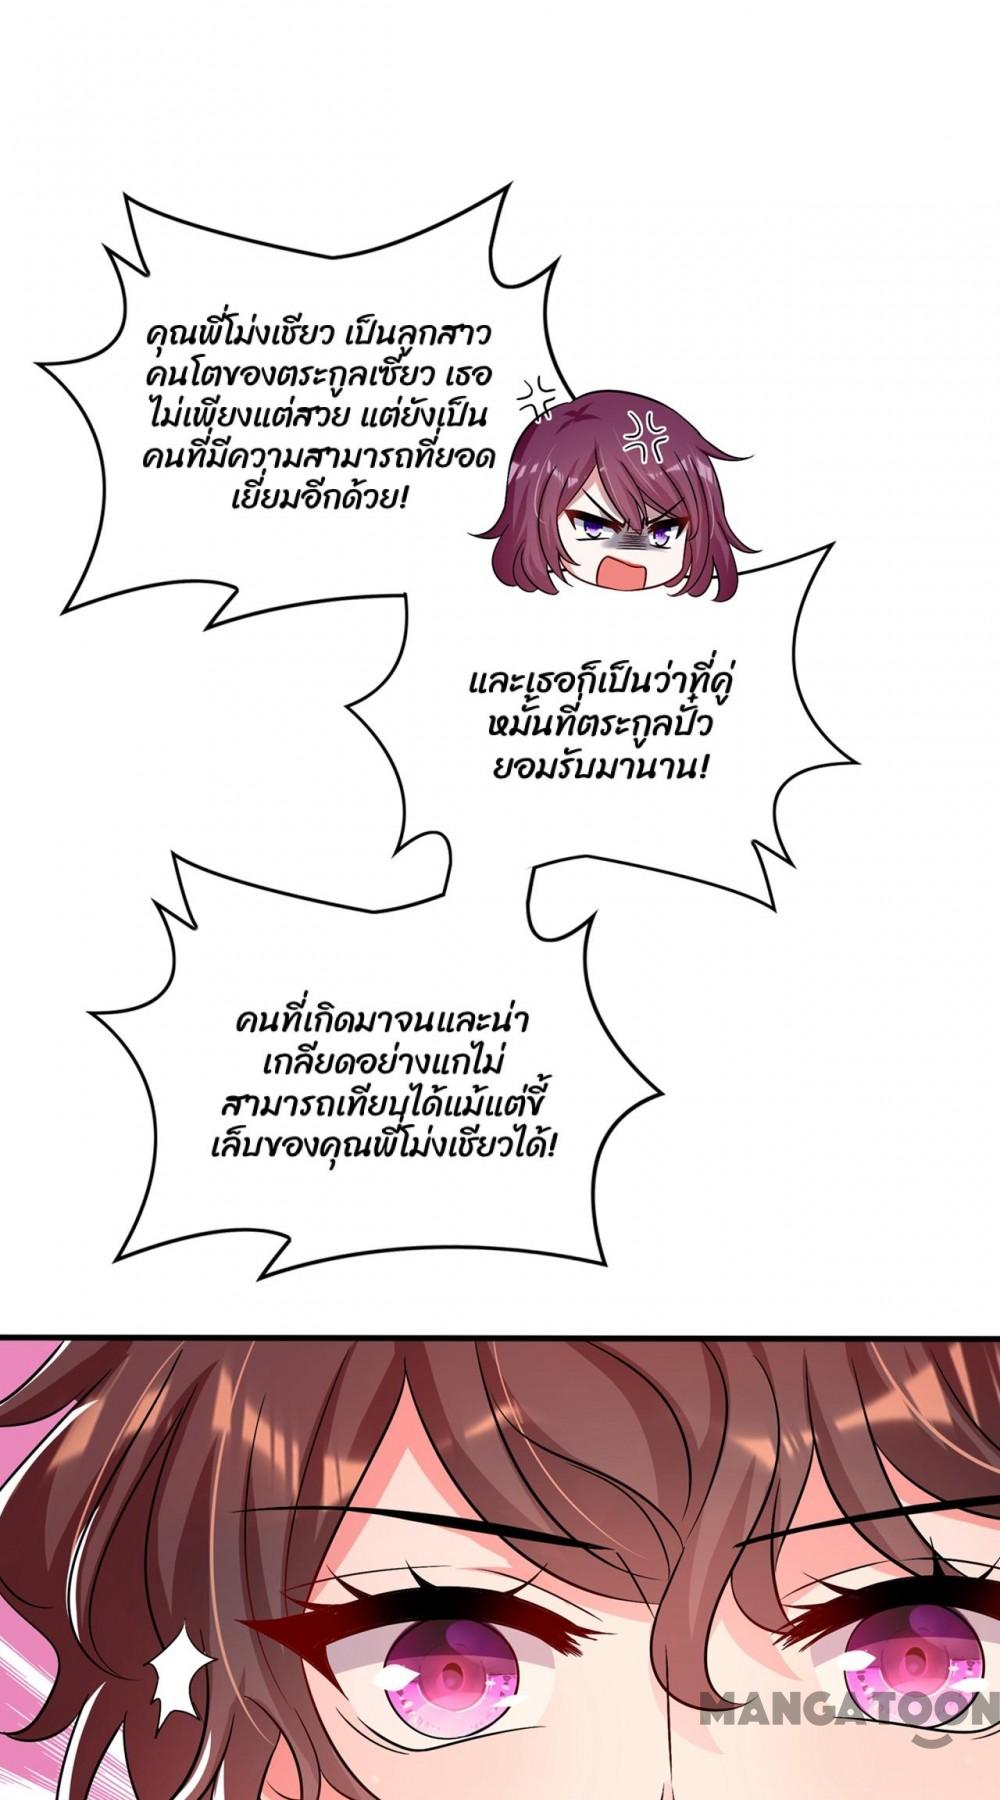 คุณพี่โม่งเชียว เป็นลูกสาว
คนโตของตระกูลเซี่ยว เธอ
ไม่เพียงแต่สวย แต่ยังเป็น
คนที่มีความสามารถที่ยอด
เยี่ยมอีกด้วย!
และเธอก็เป็นว่าที่คู่
หมั้นที่ตระกูลปั๋ว
ยอมรับมานาน!
คนที่เกิดมาจนและน่า
เกลียดอย่างแกไม่
สามารถเทียบได้แม้แต่ขี้
เล็บของคุณพี่โม่งเชียวได้!
MANGATOON